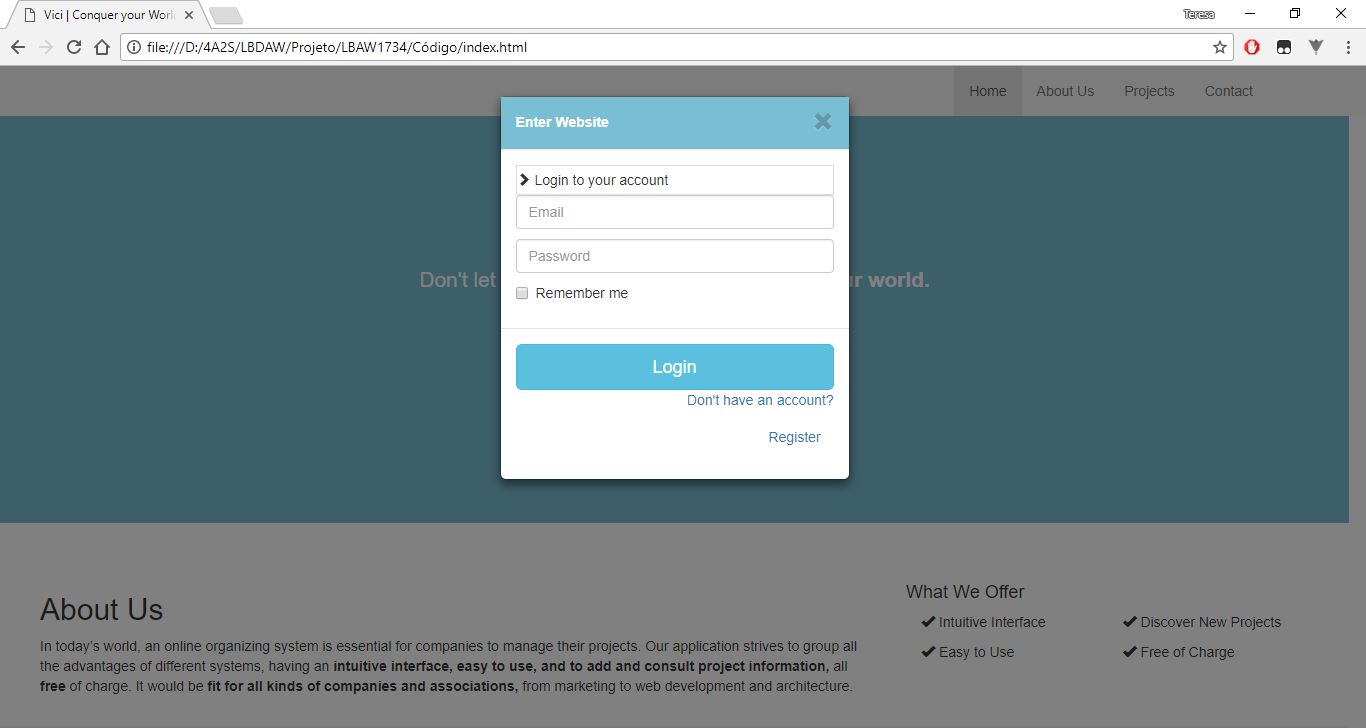 Vici | Conquer your Worl
Teresa
file:///D:/4A2S/LBDAW/Projeto/LBAW1734/Código/index.html
Home About Us Projects Contact
Enter Website
Login to your account
Email
Don't let
ur world.
Password
Remember me
Login
Don't have an account?
Register
About Us
In today's world, an online organizing system is essential for companies to manage their projects. Our application strives to group all
the advantages of different systems, having an intuitive interface, easy to use, and to add and consult project information, all
free of charge. It would be fit for all kinds of companies and associations, from marketing to web development and architecture.
What We Offer
Intuitive Interface
Discover New Projects
Easy to Use
Free of Charge